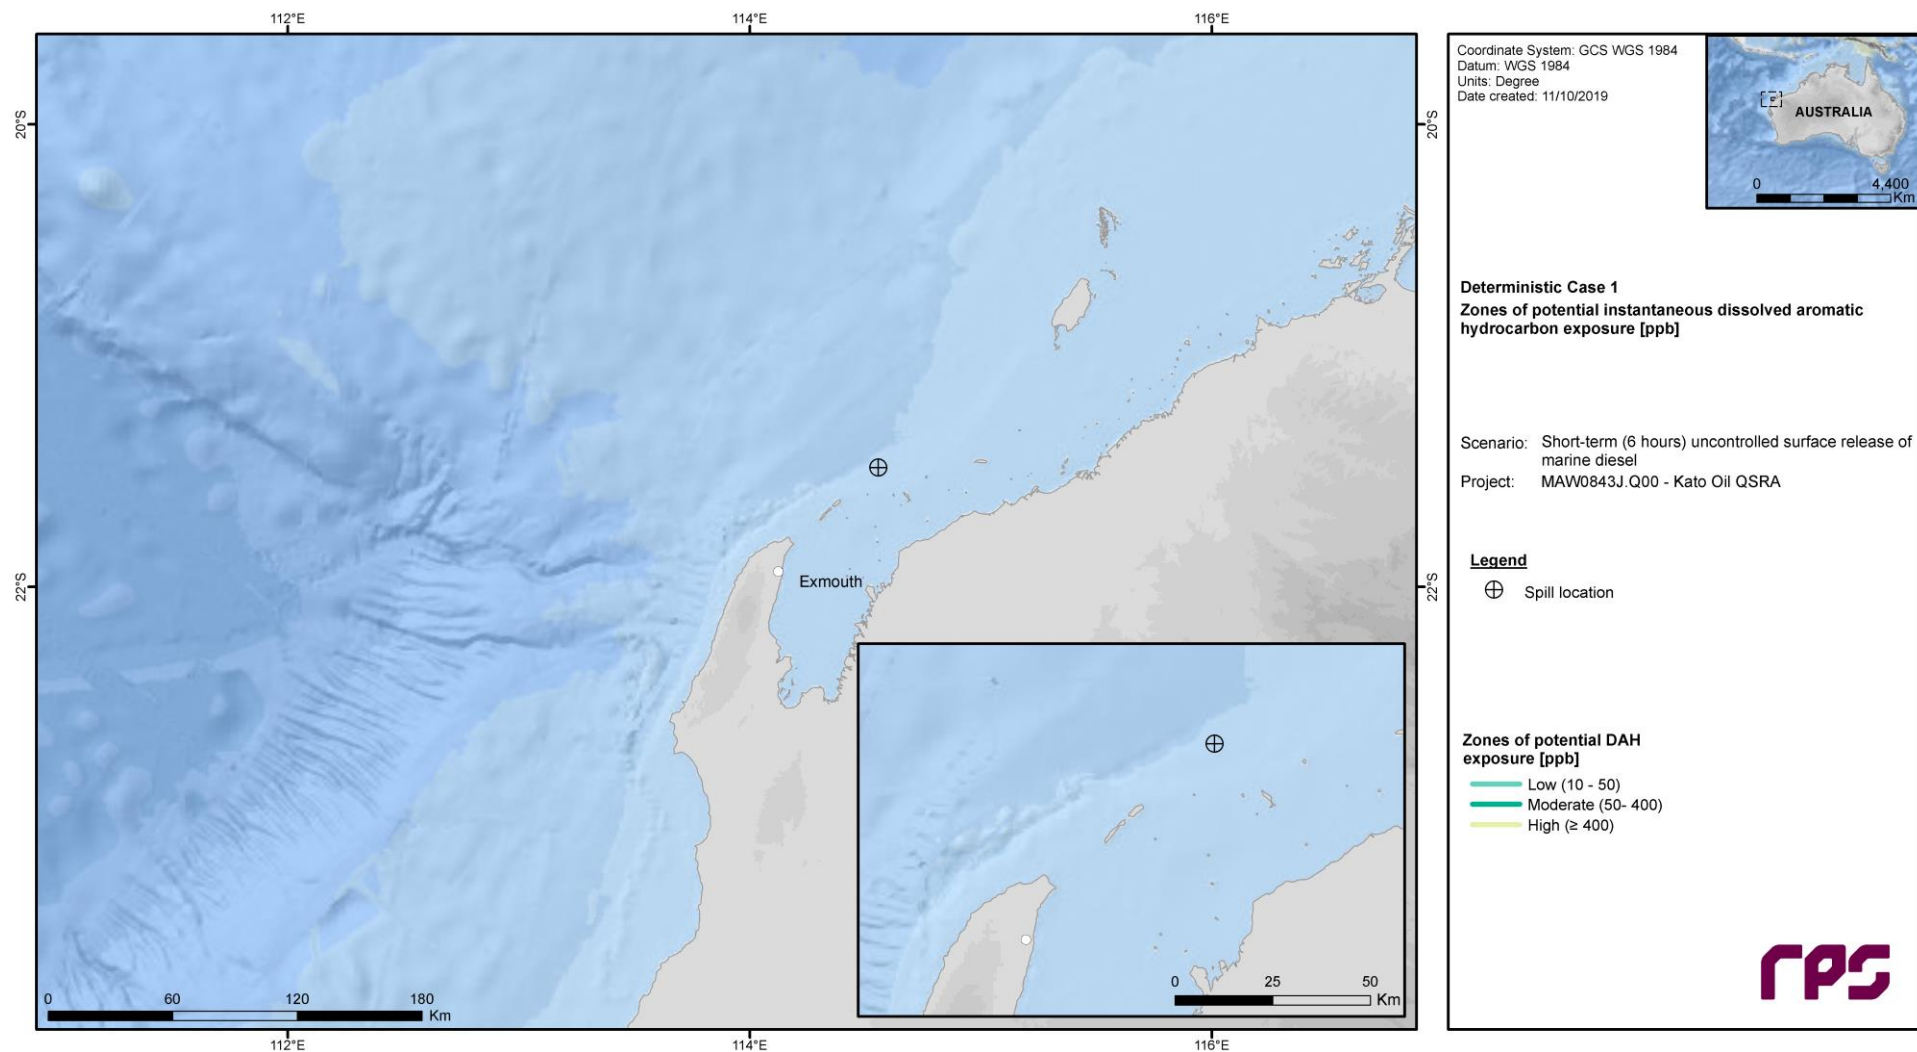 112°E
114°E
116°E
20°S
20°S
22°S
22°S
Exmouth
0
60
120
180
Km
0
25
50
Km
112°E
114°E
116°E
Coordinate System: GCS WGS 1984
Datum: WGS 1984
Units: Degree
Date created: 11/10/2019
AUSTRALIA
0
4,400
Km
Deterministic Case 1
Zones of potential instantaneous dissolved aromatic
hydrocarbon exposure [ppb]
Scenario: Short-term (6 hours) uncontrolled surface release of
marine diesel
Project: MAW0843J.Q00 - Kato Oil QSRA
Legend
Spill location
Zones of potential DAH
exposure [ppb]
Low (10 - 50)
Moderate (50- 400)
High (≥ 400)
rps